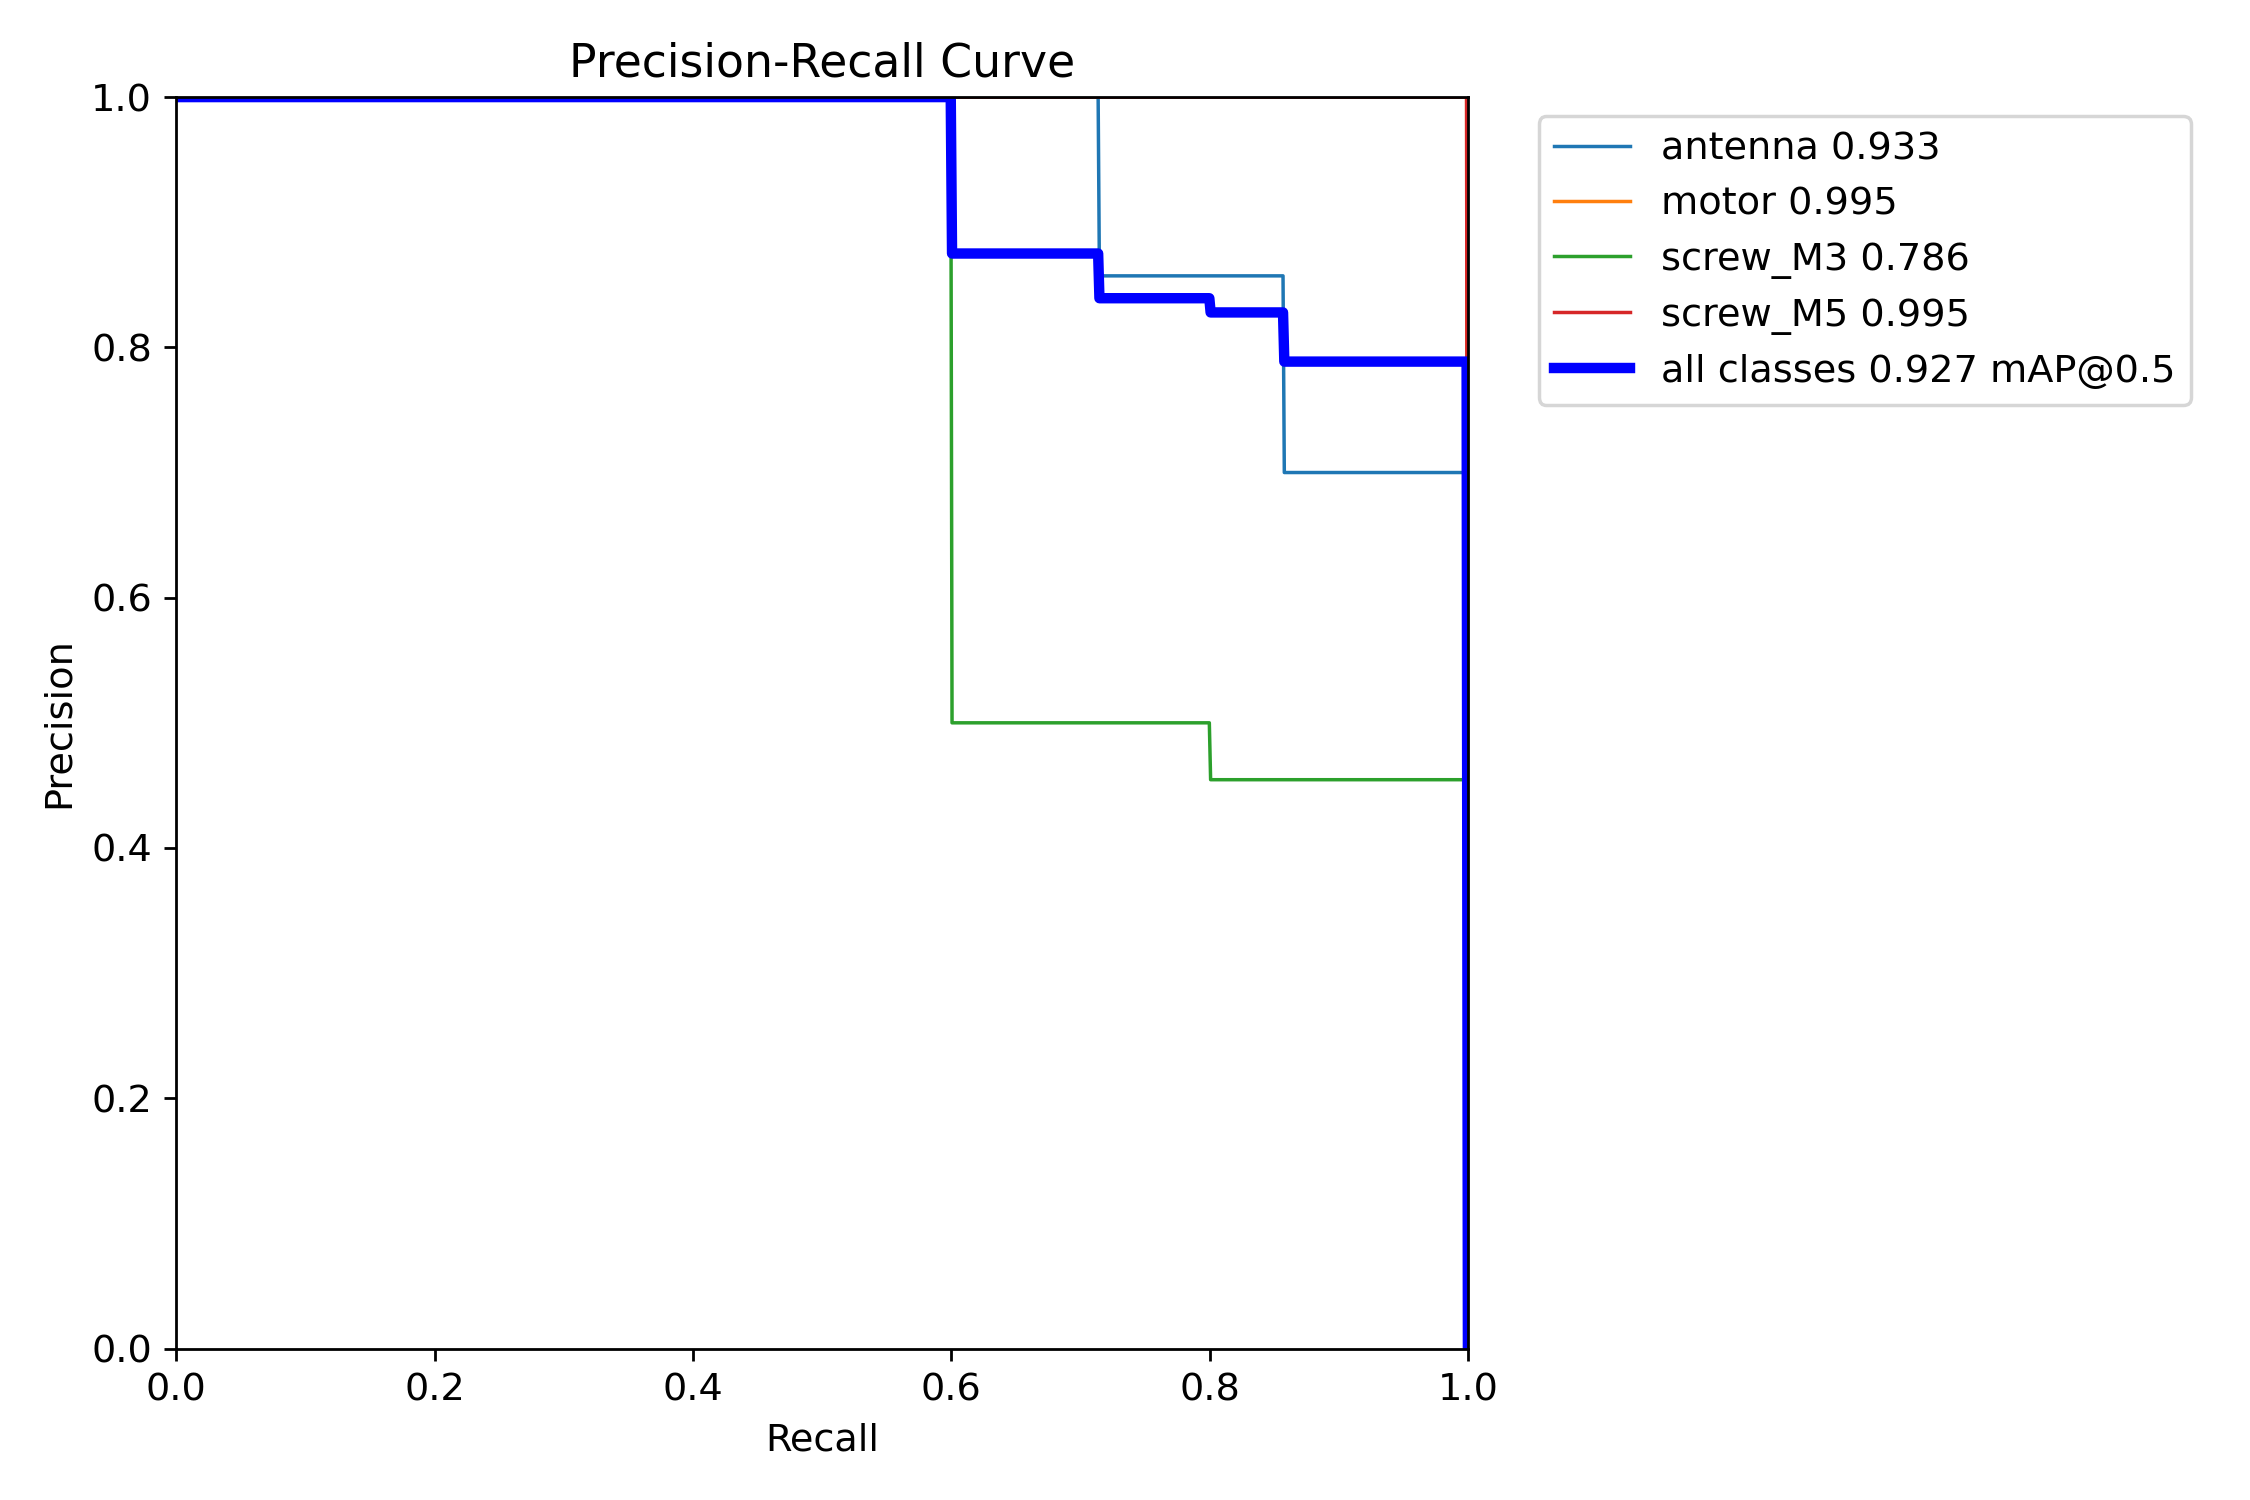 Precision-Recall Curve
1.0
0.8
0.6
0.4
0.2
0.0
Precision
0.0 0.2 0.4 0.6 0.8 1.0
Recall
antenna 0.933
motor 0.995
screw_M3 0.786
screw_M5 0.995
all classes 0.927 mAP@0.5